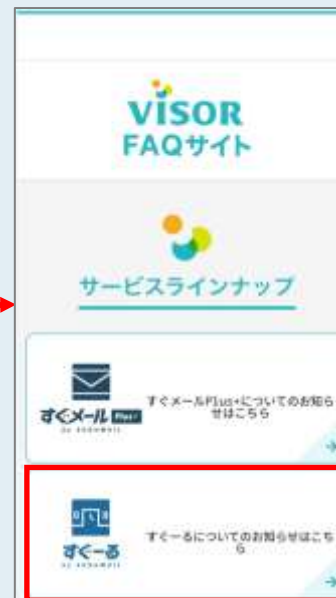 VISOR
FAQサイト
サービスラインナップ
すぐメール Plus+
すぐメールPlus+についてのお知ら
せはこちら
すぐーる
すぐーるについてのお知らせはこち
ら